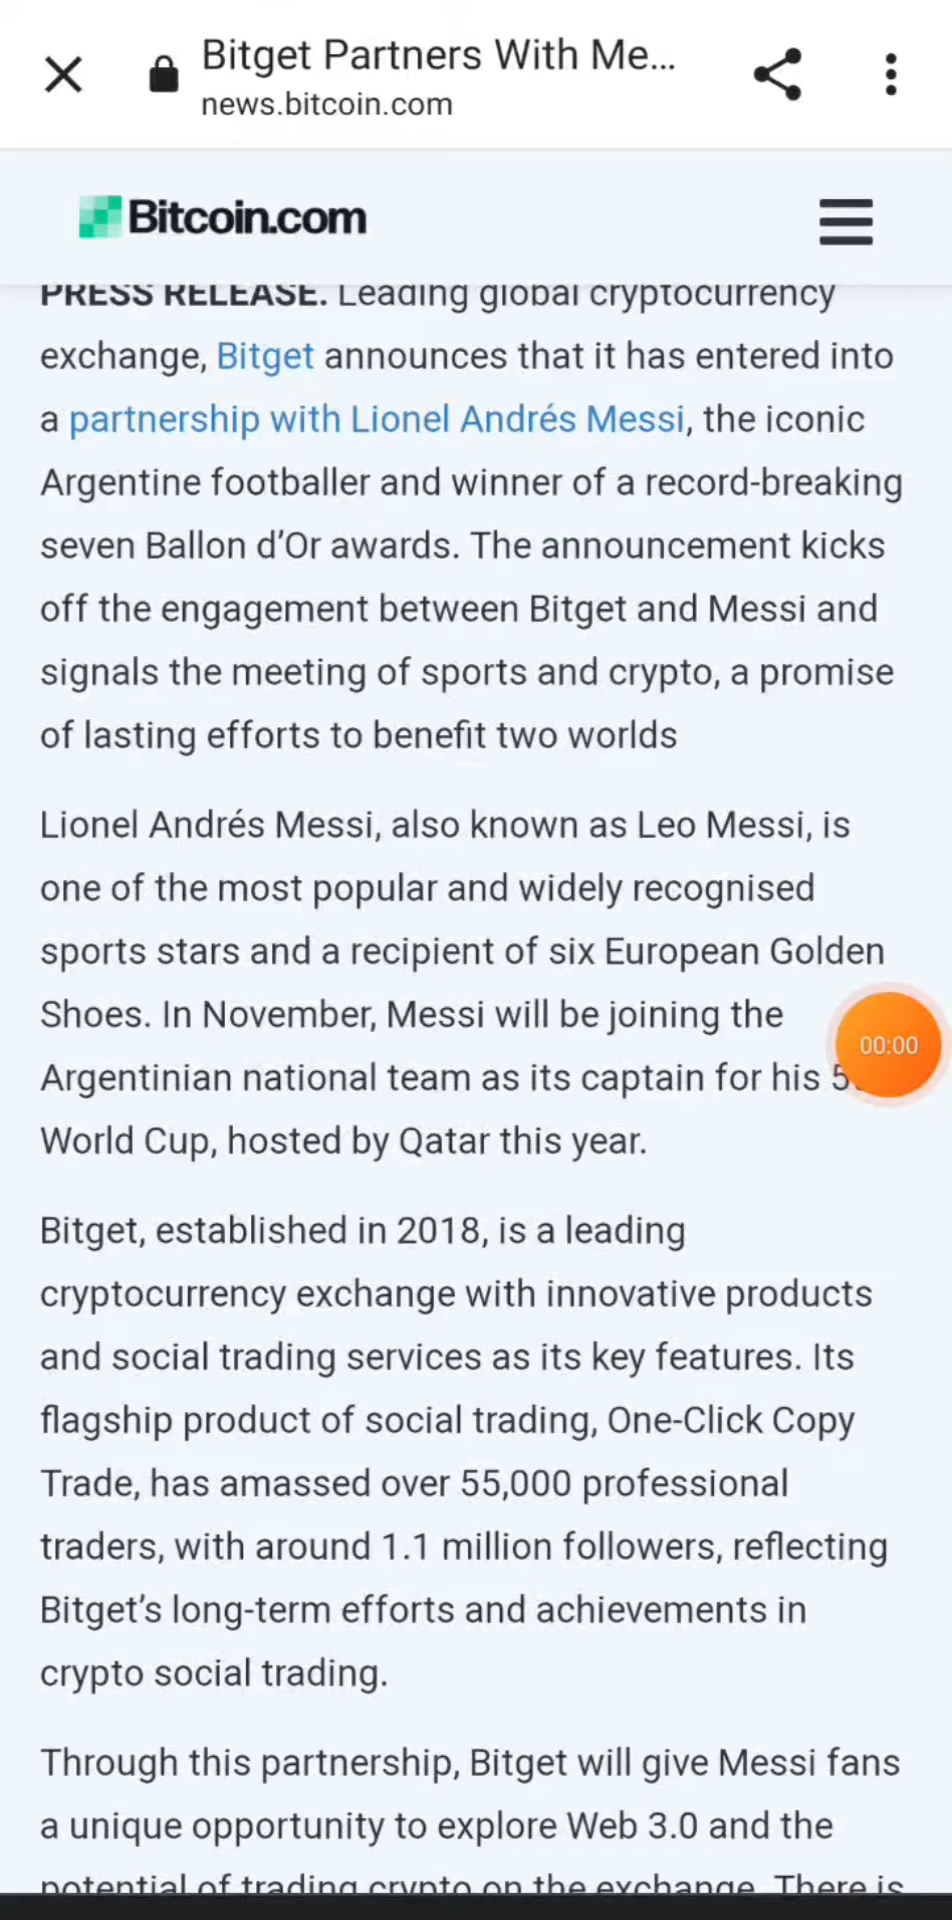 Bitget Partners With Me...
news.bitcoin.com
Bitcoin.com
PRESS RELEASE. Leading global cryptocurrency
exchange, Bitget announces that it has entered into
a partnership with Lionel Andrés Messi, the iconic
Argentine footballer and winner of a record-breaking
seven Ballon d’Or awards. The announcement kicks
off the engagement between Bitget and Messi and
signals the meeting of sports and crypto, a promise
of lasting efforts to benefit two worlds
Lionel Andrés Messi, also known as Leo Messi, is
one of the most popular and widely recognised
sports stars and a recipient of six European Golden
Shoes. In November, Messi will be joining the
00:00
Argentinian national team as its captain for his
World Cup, hosted by Qatar this year.
Bitget, established in 2018, is a leading
cryptocurrency exchange with innovative products
and social trading services as its key features. Its
flagship product of social trading, One-Click Copy
Trade, has amassed over 55,000 professional
traders, with around 1.1 million followers, reflecting
Bitget’s long-term efforts and achievements in
crypto social trading.
Through this partnership, Bitget will give Messi fans
a unique opportunity to explore Web 3.0 and the
potential of trading crypto on the exchange. There is